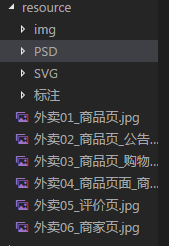 resource
img
PSD
SVG
标注
外卖01_商品页.jpg
外卖02_商品页_公告...
外卖03_商品页_购物...
外卖04_商品页面_商...
外卖05_评价页.jpg
外卖06_商家页.jpg